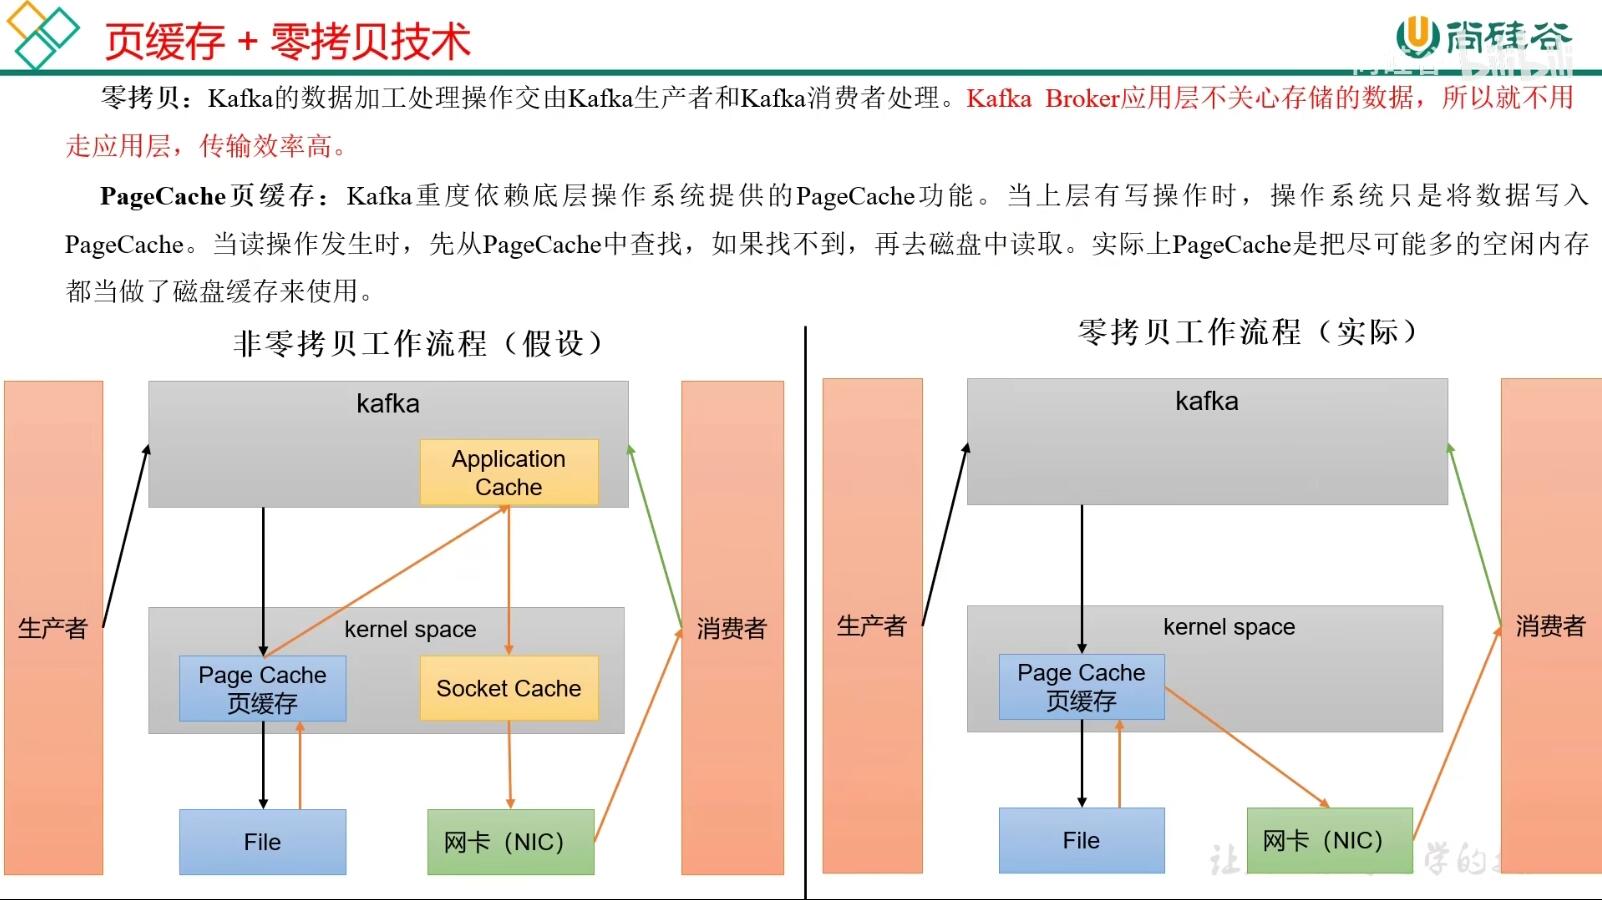 页缓存 + 零拷贝技术
尚硅谷
零拷贝：Kafka的数据加工处理操作交由Kafka生产者和Kafka消费者处理。Kafka Broker应用层不关心存储的数据，所以就不用
走应用层，传输效率高。
PageCache页缓存：Kafka重度依赖底层操作系统提供的PageCache功能。当上层有写操作时，操作系统只是将数据写入
PageCache。当读操作发生时，先从PageCache中查找，如果找不到，再去磁盘中读取。实际上PageCache是把尽可能多的空闲内存
都当做了磁盘缓存来使用。
非零拷贝工作流程（假设）
kafka
Application
Cache
生产者
kernel space
消费者
Page Cache
页缓存
Socket Cache
File
网卡（NIC）
零拷贝工作流程（实际）
kafka
生产者
kernel space
消费者
Page Cache
页缓存
File
网卡（NIC）
让
学的